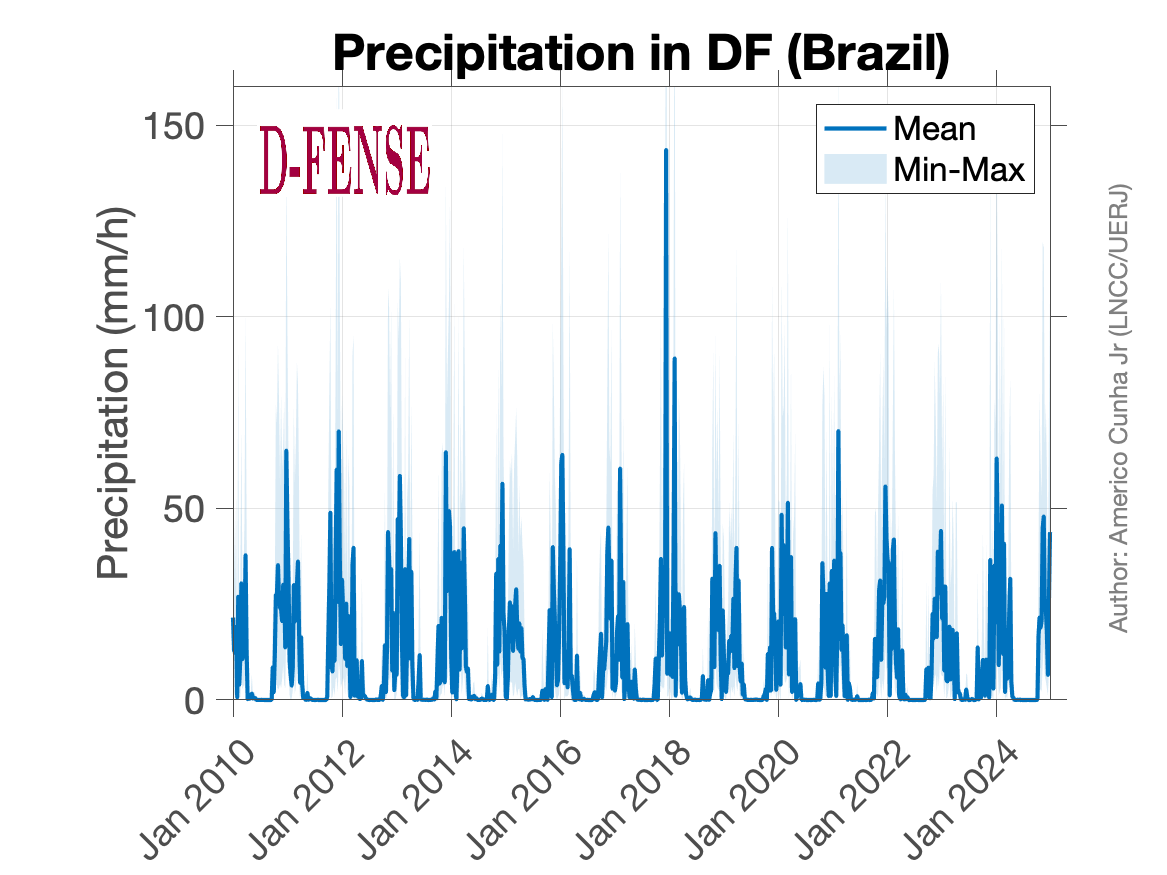 Precipitation in DF (Brazil)
D-FENSE
Mean
Min-Max
Precipitation (mm/h)
150
100
50
0
Jan 2010
Jan 2012
Jan 2014
Jan 2016
Jan 2018
Jan 2020
Jan 2022
Jan 2024
Author: Americo Cunha Jr (LNCC/UERJ)